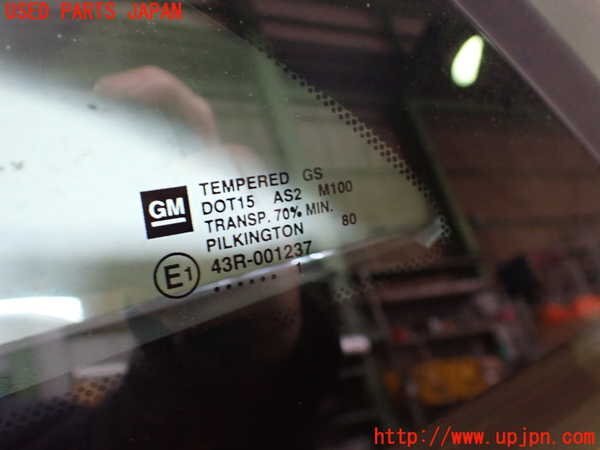 USED PARTS JAPAN
GM
TEMPERED GS
DOT15 AS2 M100
TRANSP. 70% MIN.
PILKINGTON 80
E1 43R-001237
...... 1
http://www.upjpn.com/